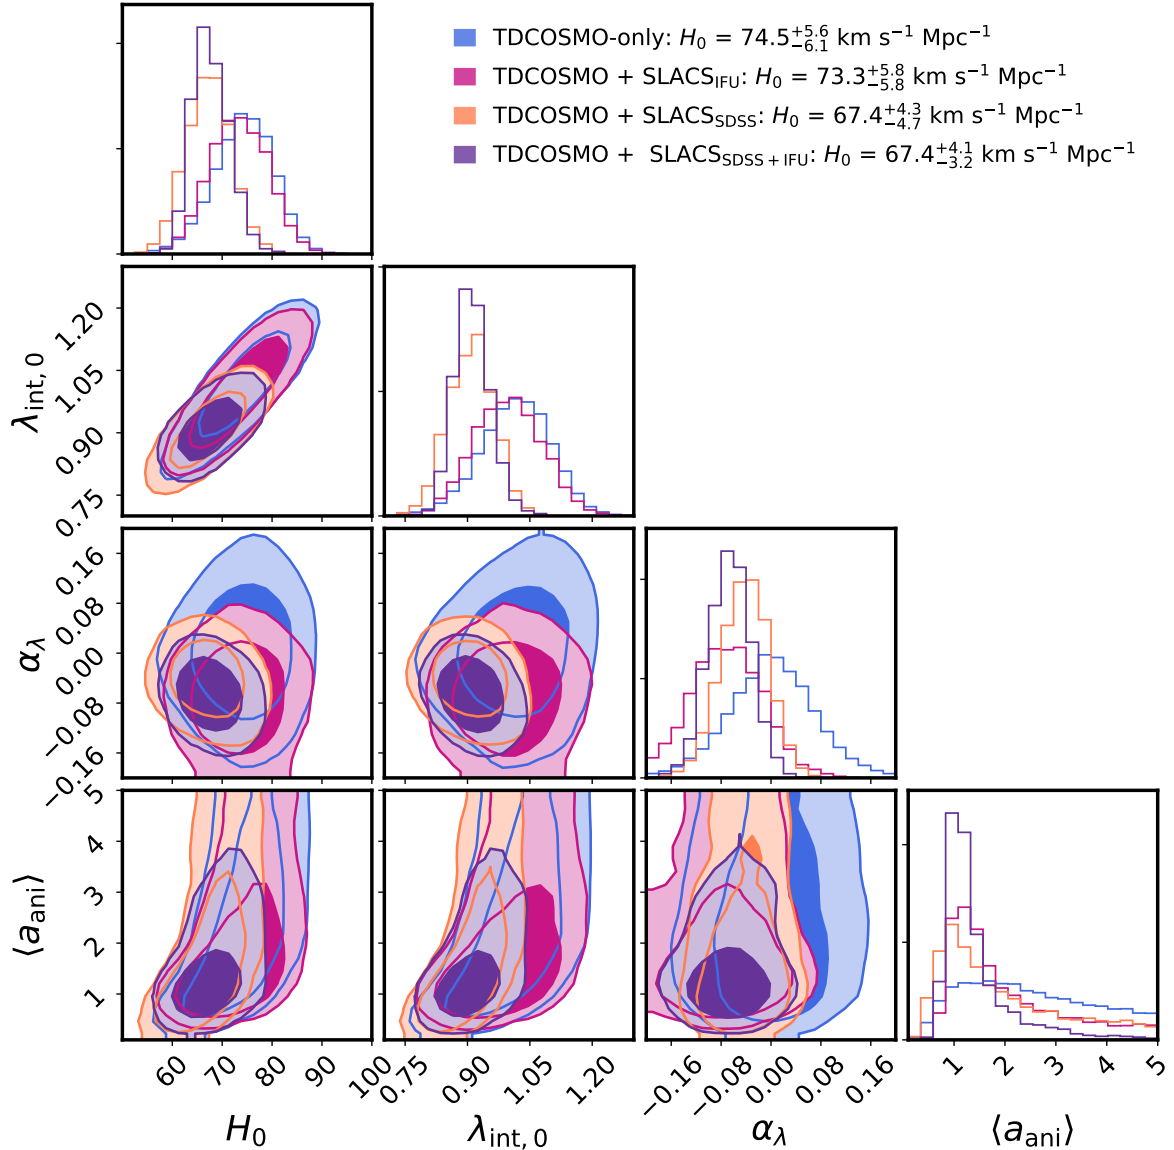 TDCOSMO-only: H₀ = 74.5⁺⁵·⁶₋₆.₁ km s⁻¹ Mpc⁻¹
TDCOSMO + SLACS_IFU: H₀ = 73.3⁺⁵·⁸₋₅.₈ km s⁻¹ Mpc⁻¹
TDCOSMO + SLACS_SDSS: H₀ = 67.4⁺⁴·³₋₄.₇ km s⁻¹ Mpc⁻¹
TDCOSMO + SLACS_SDSS+IFU: H₀ = 67.4⁺⁴·¹₋₃.₂ km s⁻¹ Mpc⁻¹
λint, 0
1.20
1.05
0.90
0.75
αλ
0.16
0.08
0.00
−0.08
−0.16
⟨aani⟩
5
4
3
2
1
60 70 80 90 100
0.75 0.90 1.05 1.20
−0.16 −0.08 0.00 0.08 0.16
1 2 3 4 5
H₀ λint, 0 αλ ⟨aani⟩